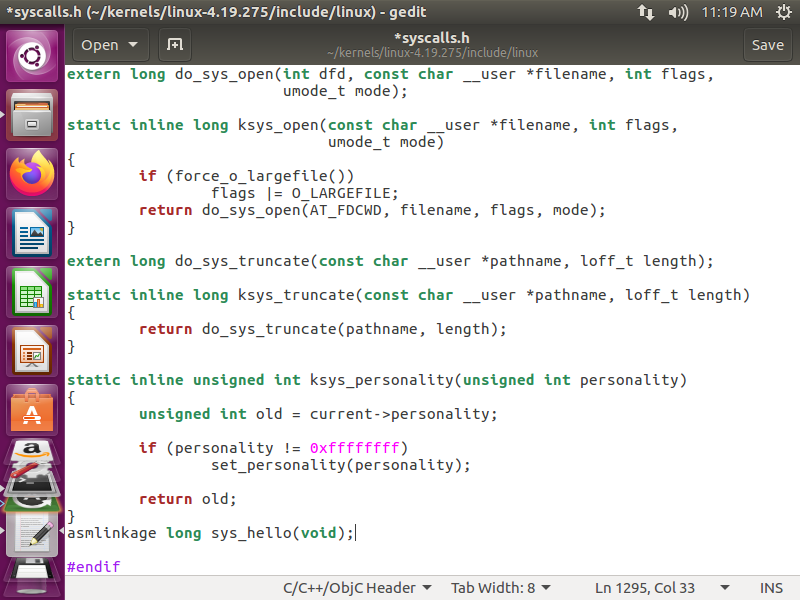 *syscalls.h (~/kernels/linux-4.19.275/include/linux) - gedit
11:19 AM
Open
*syscalls.h
~/kernels/linux-4.19.275/include/linux
Save
extern long do_sys_open(int dfd, const char __user *filename, int flags,
umode_t mode);
static inline long ksys_open(const char __user *filename, int flags,
umode_t mode)
{
if (force_o_largefile())
flags |= O_LARGEFILE;
return do_sys_open(AT_FDCWD, filename, flags, mode);
}
extern long do_sys_truncate(const char __user *pathname, loff_t length);
static inline long ksys_truncate(const char __user *pathname, loff_t length)
{
return do_sys_truncate(pathname, length);
}
static inline unsigned int ksys_personality(unsigned int personality)
{
unsigned int old = current->personality;
if (personality != 0xffffffff)
set_personality(personality);
return old;
}
asmlinkage long sys_hello(void);
#endif
C/C++/ObjC Header
Tab Width: 8
Ln 1295, Col 33
INS